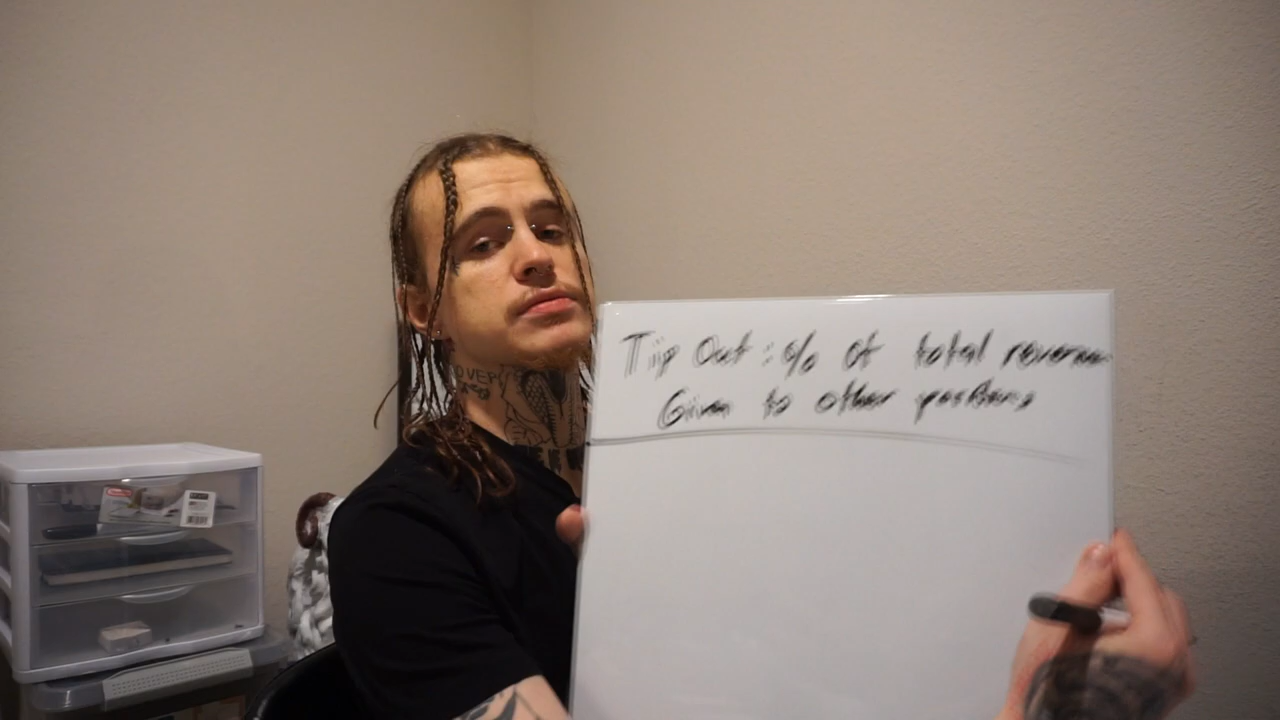 Tip Out : % Of total revenue
Given to other positions